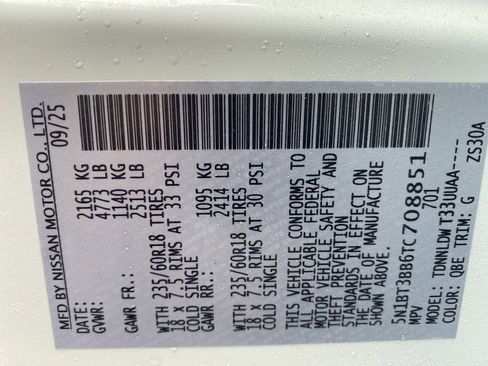 MFD BY NISSAN MOTOR CO., LTD.
DATE: 09/25
GVWR: 2165 KG
4773 LB
GAWR FR.: 1140 KG
2513 LB
WITH 235/60R18 TIRES
18 x 7.5 RIMS AT 33 PSI
COLD SINGLE
GAWR RR.: 1095 KG
2414 LB
WITH 235/60R18 TIRES
18 x 7.5 RIMS AT 30 PSI
COLD SINGLE
THIS VEHICLE CONFORMS TO
ALL APPLICABLE FEDERAL
MOTOR VEHICLE SAFETY AND
THEFT PREVENTION
STANDARDS IN EFFECT ON
THE DATE OF MANUFACTURE
SHOWN ABOVE.
5N1BT3BB6TC708851
MPV 701
MODEL: TDMNLDW T33UUAA-----
COLOR: QBE TRIM: G ZS30A